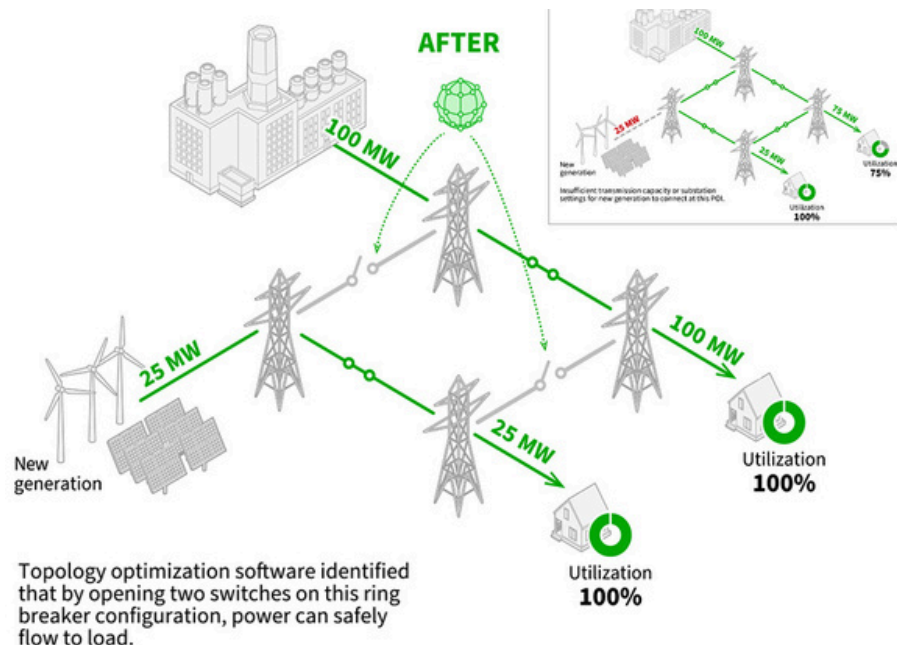 AFTER
100 MW
25 MW
New
generation
25 MW
100 MW
Utilization
100%
Utilization
100%
Topology optimization software identified
that by opening two switches on this ring
breaker configuration, power can safely
flow to load.
100 MW
25 MW
New
generation
75 MW
25 MW
Utilization
75%
Utilization
100%
Insufficient transmission capacity or substation
settings for new generation to connect at this POI.